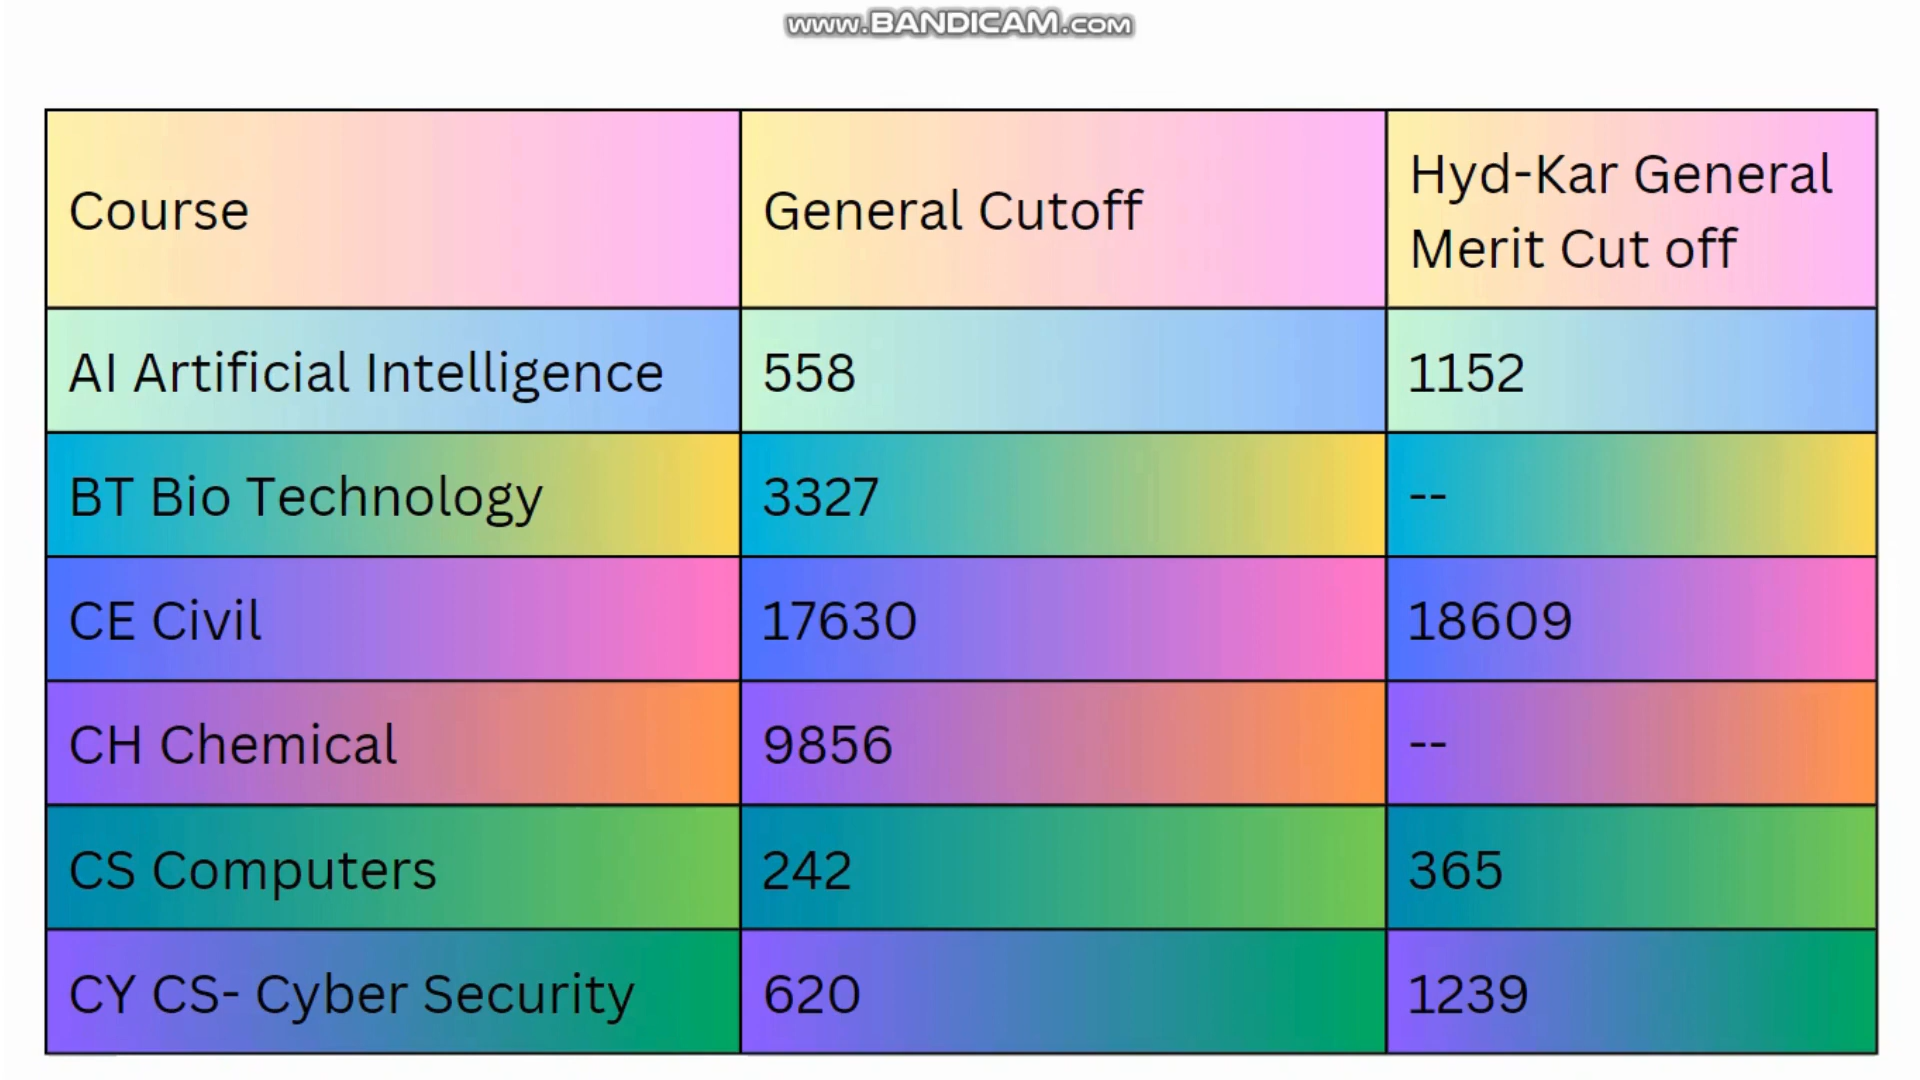 www.BANDICAM.com
Course
General Cutoff
Hyd-Kar General
Merit Cut off
AI Artificial Intelligence
558
1152
BT Bio Technology
3327
--
CE Civil
17630
18609
CH Chemical
9856
--
CS Computers
242
365
CY CS- Cyber Security
620
1239